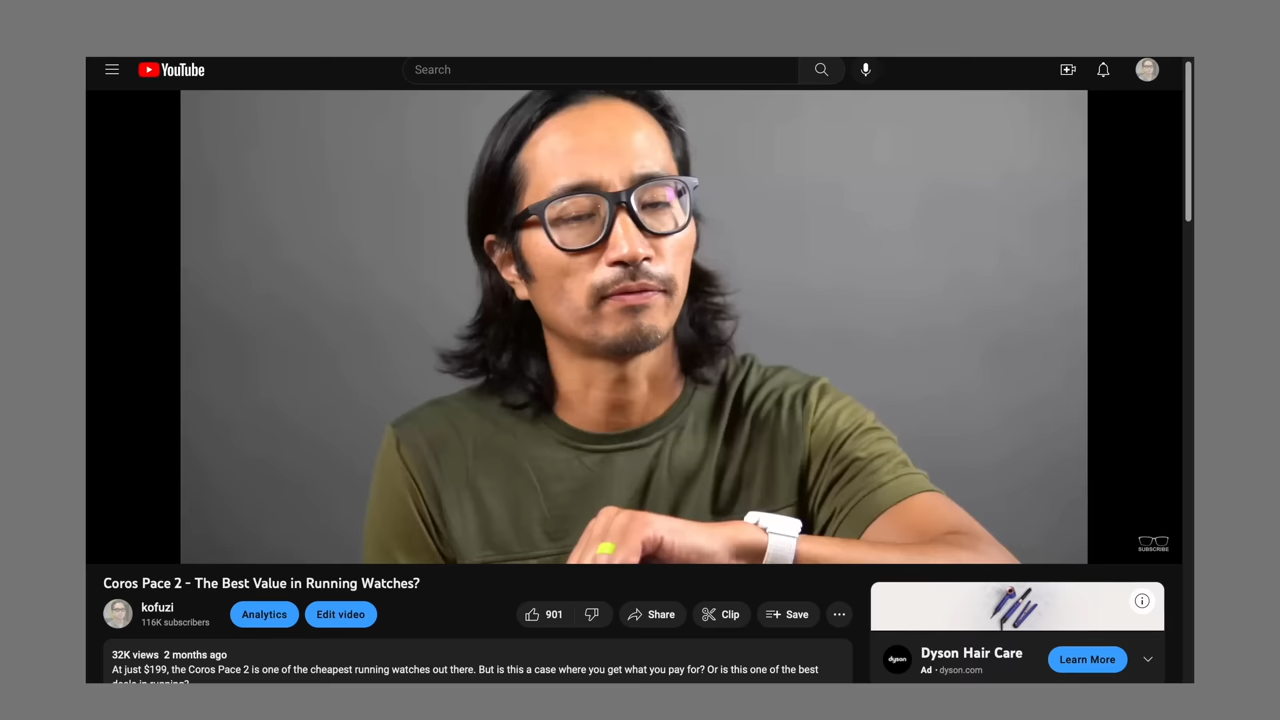 YouTube
Search
SUBSCRIBE
Coros Pace 2 - The Best Value in Running Watches?
kofuzi
116K subscribers
Analytics
Edit video
901
Share
Clip
Save
32K views 2 months ago
At just $199, the Coros Pace 2 is one of the cheapest running watches out there. But is this a case where you get what you pay for? Or is this one of the best
deals in running?
dyson
Dyson Hair Care
Ad · dyson.com
Learn More